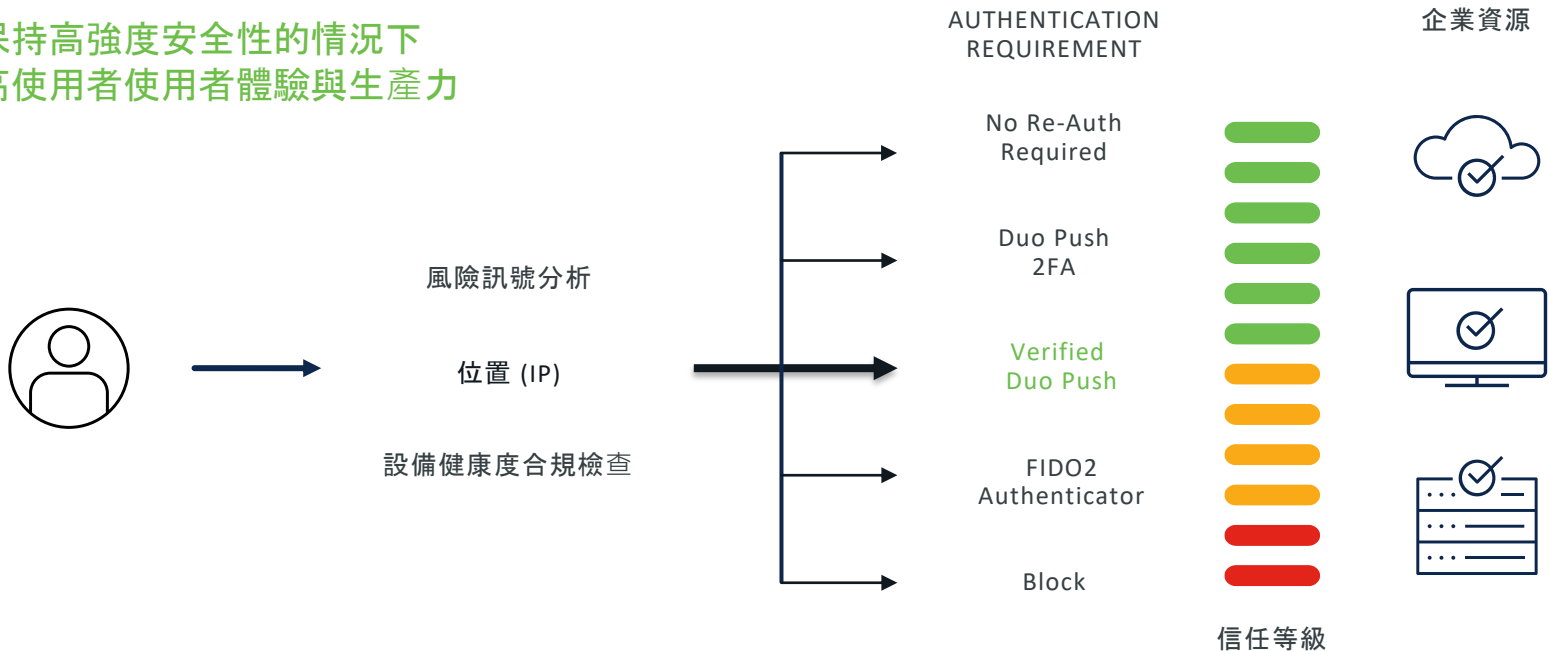 保持高強度安全性的情況下
高使用者使用者體驗與生產力
AUTHENTICATION
REQUIREMENT
企業資源
No Re-Auth
Required
Duo Push
2FA
風險訊號分析
位置 (IP)
設備健康度合規檢查
Verified
Duo Push
FIDO2
Authenticator
Block
信任等級